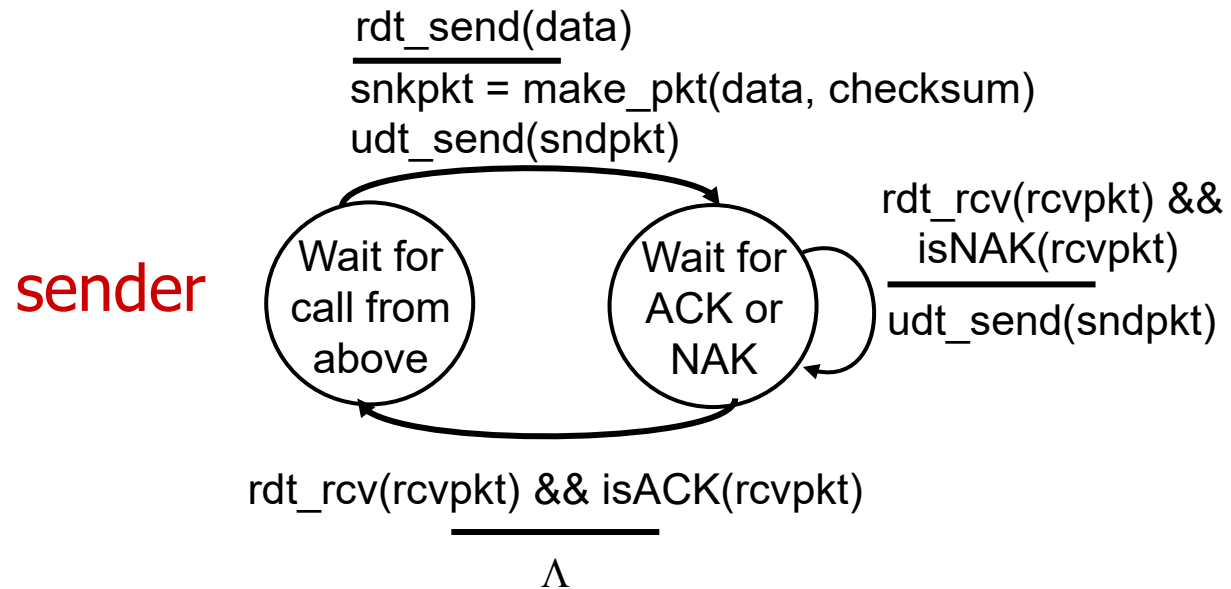 rdt_send(data)
snkpkt = make_pkt(data, checksum)
udt_send(sndpkt)
sender
Wait for
call from
above
Wait for
ACK or
NAK
rdt_rcv(rcvpkt) &&
isNAK(rcvpkt)
udt_send(sndpkt)
rdt_rcv(rcvpkt) && isACK(rcvpkt)
Λ